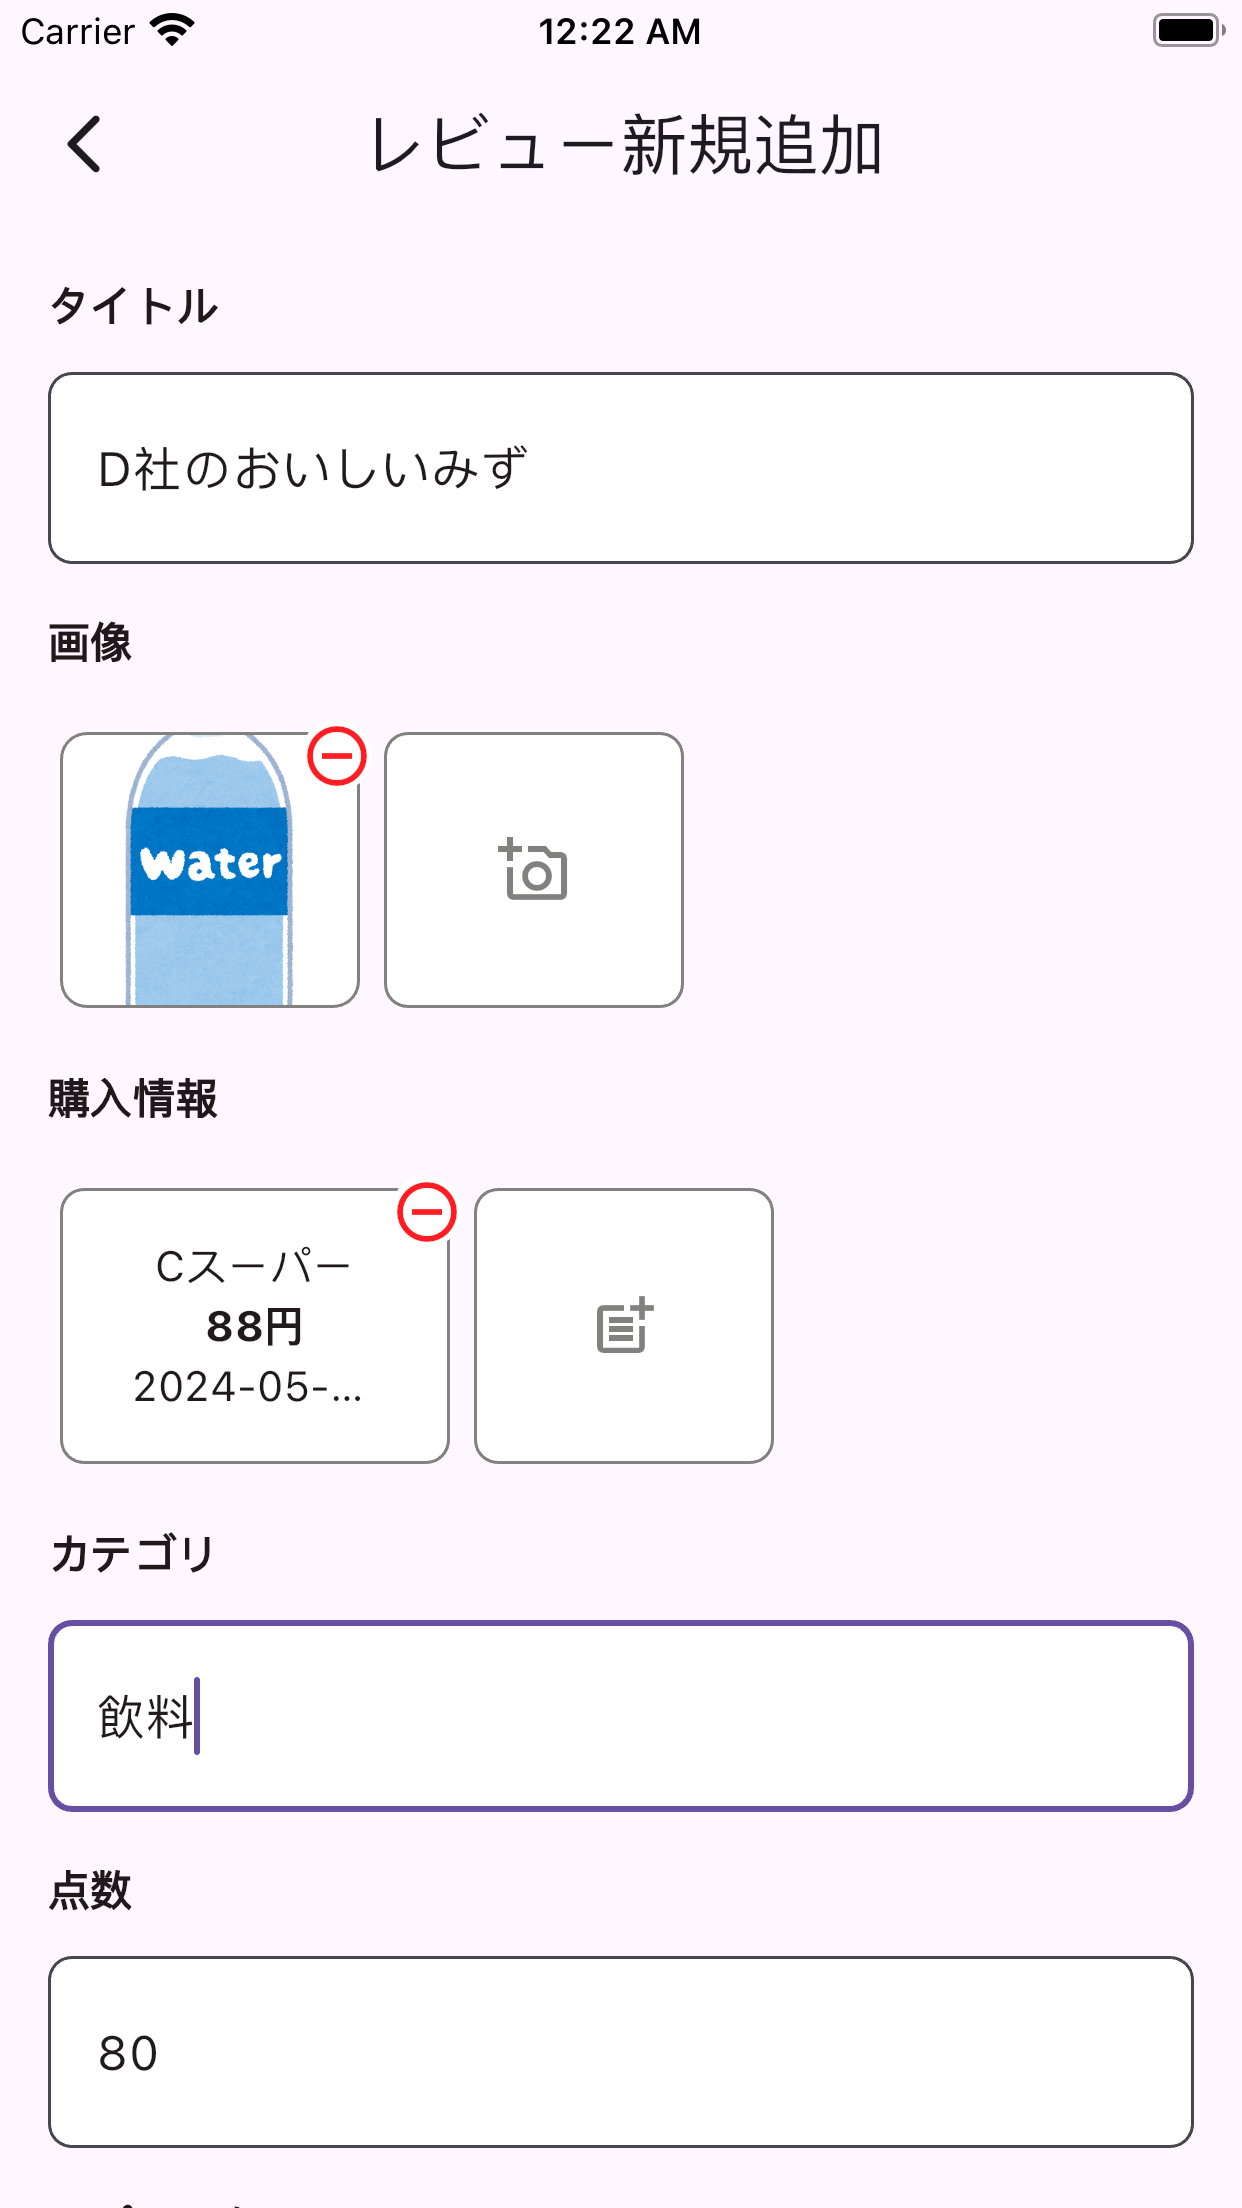 Carrier 12:22 AM
レビュー新規追加
タイトル
D社のおいしいみず
画像
Water
購入情報
Cスーパー
88円
2024-05-...
カテゴリ
飲料
点数
80